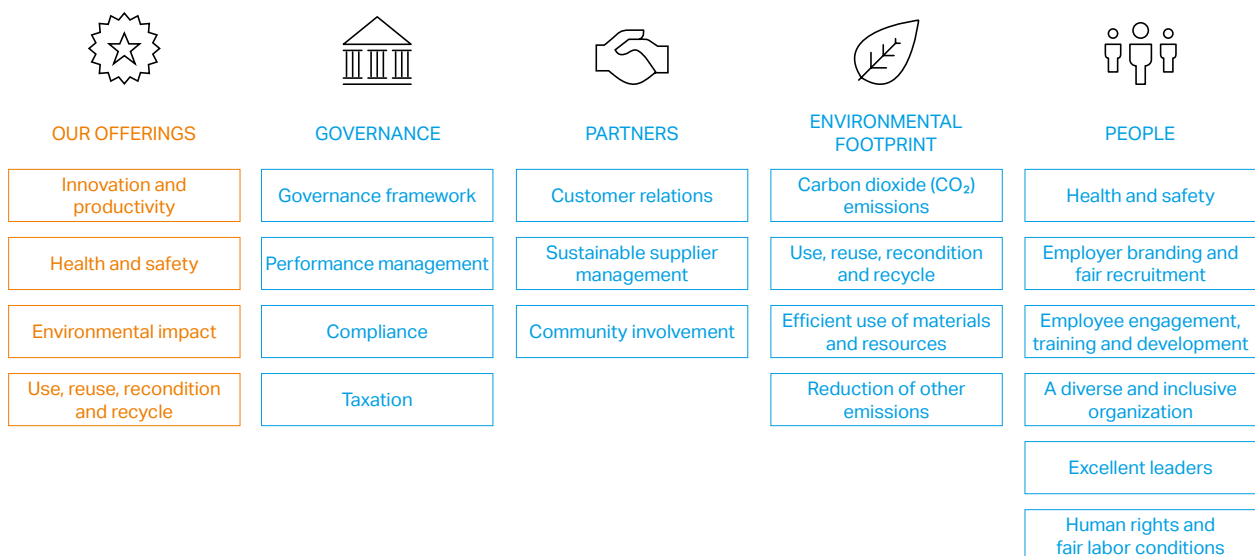 OUR OFFERINGS
Innovation and
productivity
Health and safety
Environmental impact
Use, reuse, recondition
and recycle
GOVERNANCE
Governance framework
Performance management
Compliance
Taxation
PARTNERS
Customer relations
Sustainable supplier
management
Community involvement
ENVIRONMENTAL
FOOTPRINT
Carbon dioxide (CO₂)
emissions
Use, reuse, recondition
and recycle
Efficient use of materials
and resources
Reduction of other
emissions
PEOPLE
Health and safety
Employer branding and
fair recruitment
Employee engagement,
training and development
A diverse and inclusive
organization
Excellent leaders
Human rights and
fair labor conditions